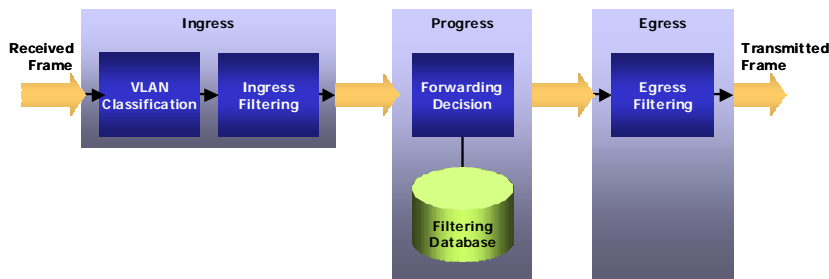 Ingress
Progress
Egress
Received
Frame
VLAN
Classification
Ingress
Filtering
Forwarding
Decision
Egress
Filtering
Transmitted
Frame
Filtering
Database